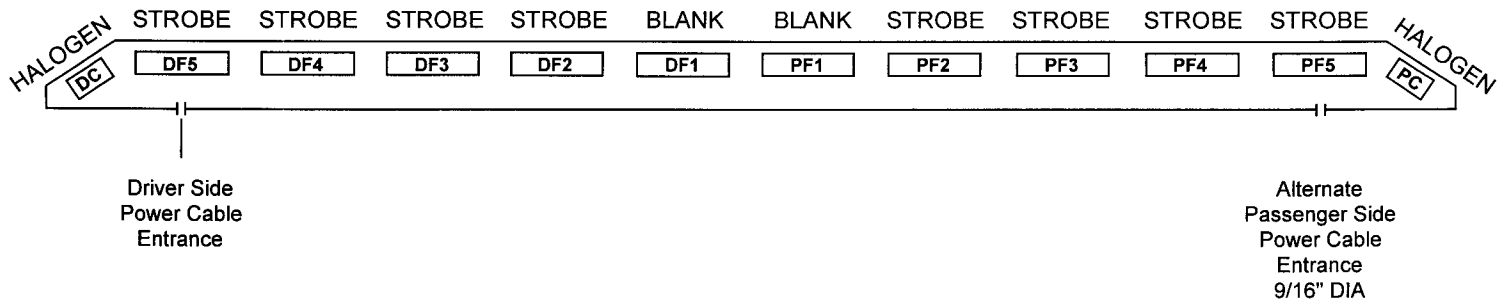 HALOGEN STROBE STROBE STROBE STROBE BLANK BLANK STROBE STROBE STROBE STROBE HALOGEN
DC DF5 DF4 DF3 DF2 DF1 PF1 PF2 PF3 PF4 PF5 PC
Driver Side
Power Cable
Entrance
Alternate
Passenger Side
Power Cable
Entrance
9/16" DIA